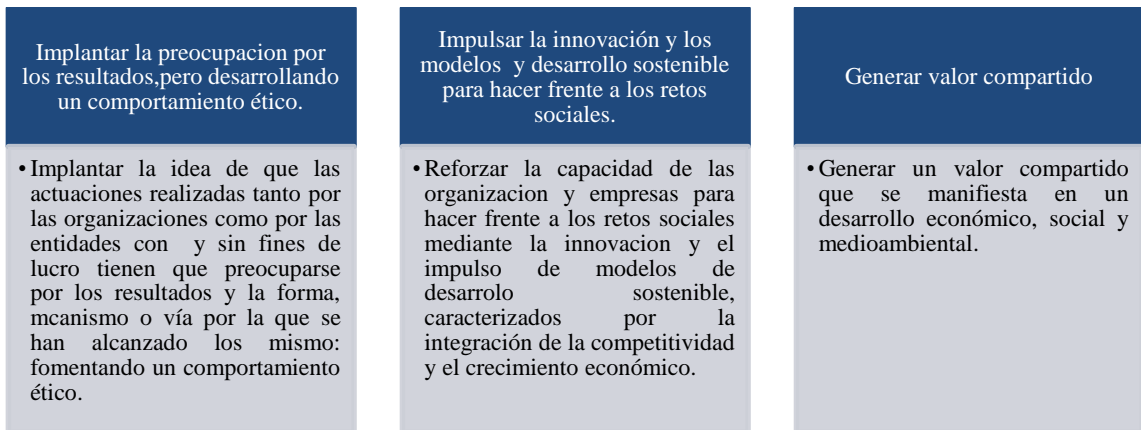 Implantar la preocupacion por
los resultados,pero desarrollando
un comportamiento ético.
• Implantar la idea de que las
actuaciones realizadas tanto por
las organizaciones como por las
entidades con y sin fines de
lucro tienen que preocuparse
por los resultados y la forma,
mcanismo o vía por la que se
han alcanzado los mismo:
fomentando un comportamiento
ético.
Impulsar la innovación y los
modelos y desarrollo sostenible
para hacer frente a los retos
sociales.
• Reforzar la capacidad de las
organizacion y empresas para
hacer frente a los retos sociales
mediante la innovacion y el
impulso de modelos de
desarrolo sostenible,
caracterizados por la
integración de la competitividad
y el crecimiento económico.
Generar valor compartido
• Generar un valor compartido
que se manifiesta en un
desarrollo económico, social y
medioambiental.